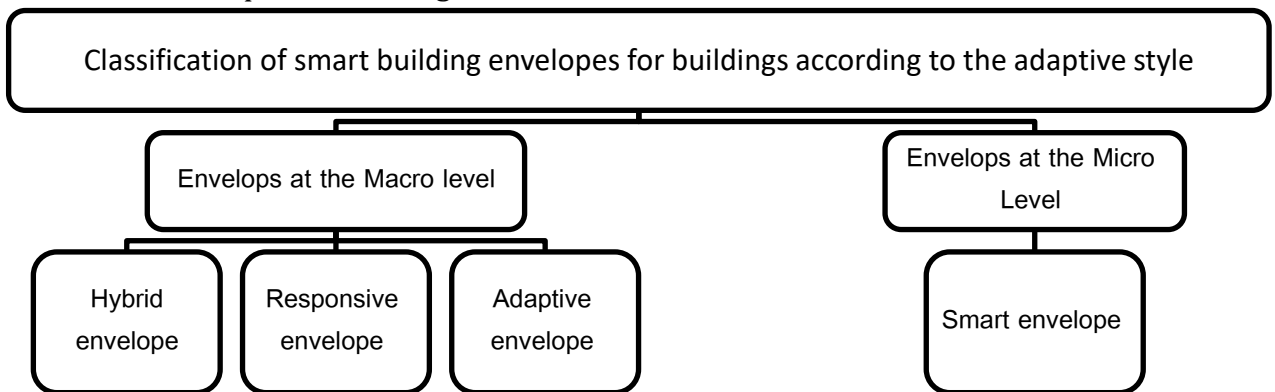 Classification of smart building envelopes for buildings according to the adaptive style
Envelops at the Macro level
Envelops at the Micro
Level
Hybrid
envelope
Responsive
envelope
Adaptive
envelope
Smart envelope